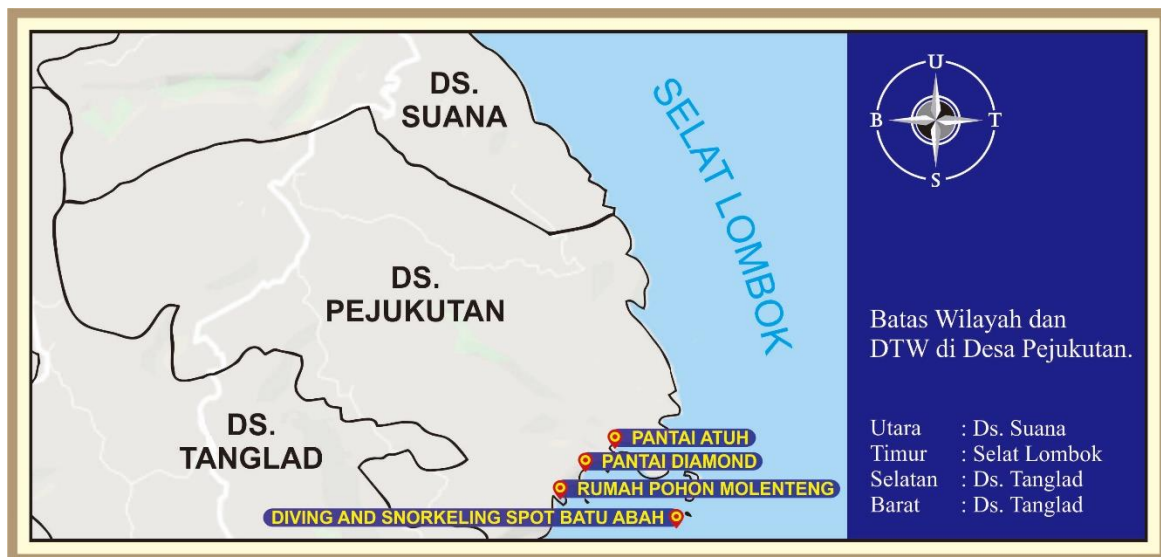 DS.
SUANA
SELAT LOMBOK
DS.
PEJUKUTAN
DS.
TANGLAD
PANTAI ATUH
PANTAI DIAMOND
RUMAH POHON MOLENTENG
DIVING AND SNORKELING SPOT BATU ABAH
U
B T
S
Batas Wilayah dan
DTW di Desa Pejukutan.
Utara : Ds. Suana
Timur : Selat Lombok
Selatan : Ds. Tanglad
Barat : Ds. Tanglad